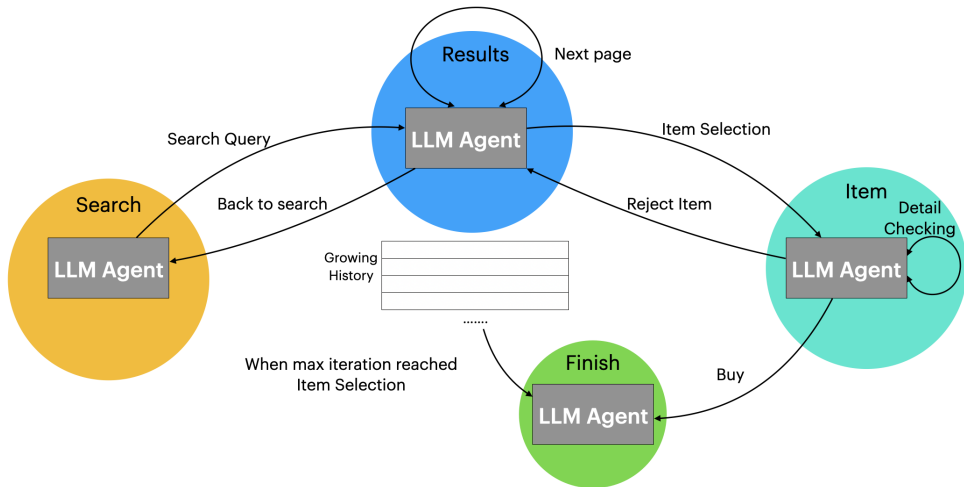 Results
Next page
LLM Agent
Search Query
Item Selection
Search
Back to search
Reject Item
Item
Detail
Checking
LLM Agent
Growing
History
LLM Agent
.......
When max iteration reached
Item Selection
Finish
Buy
LLM Agent